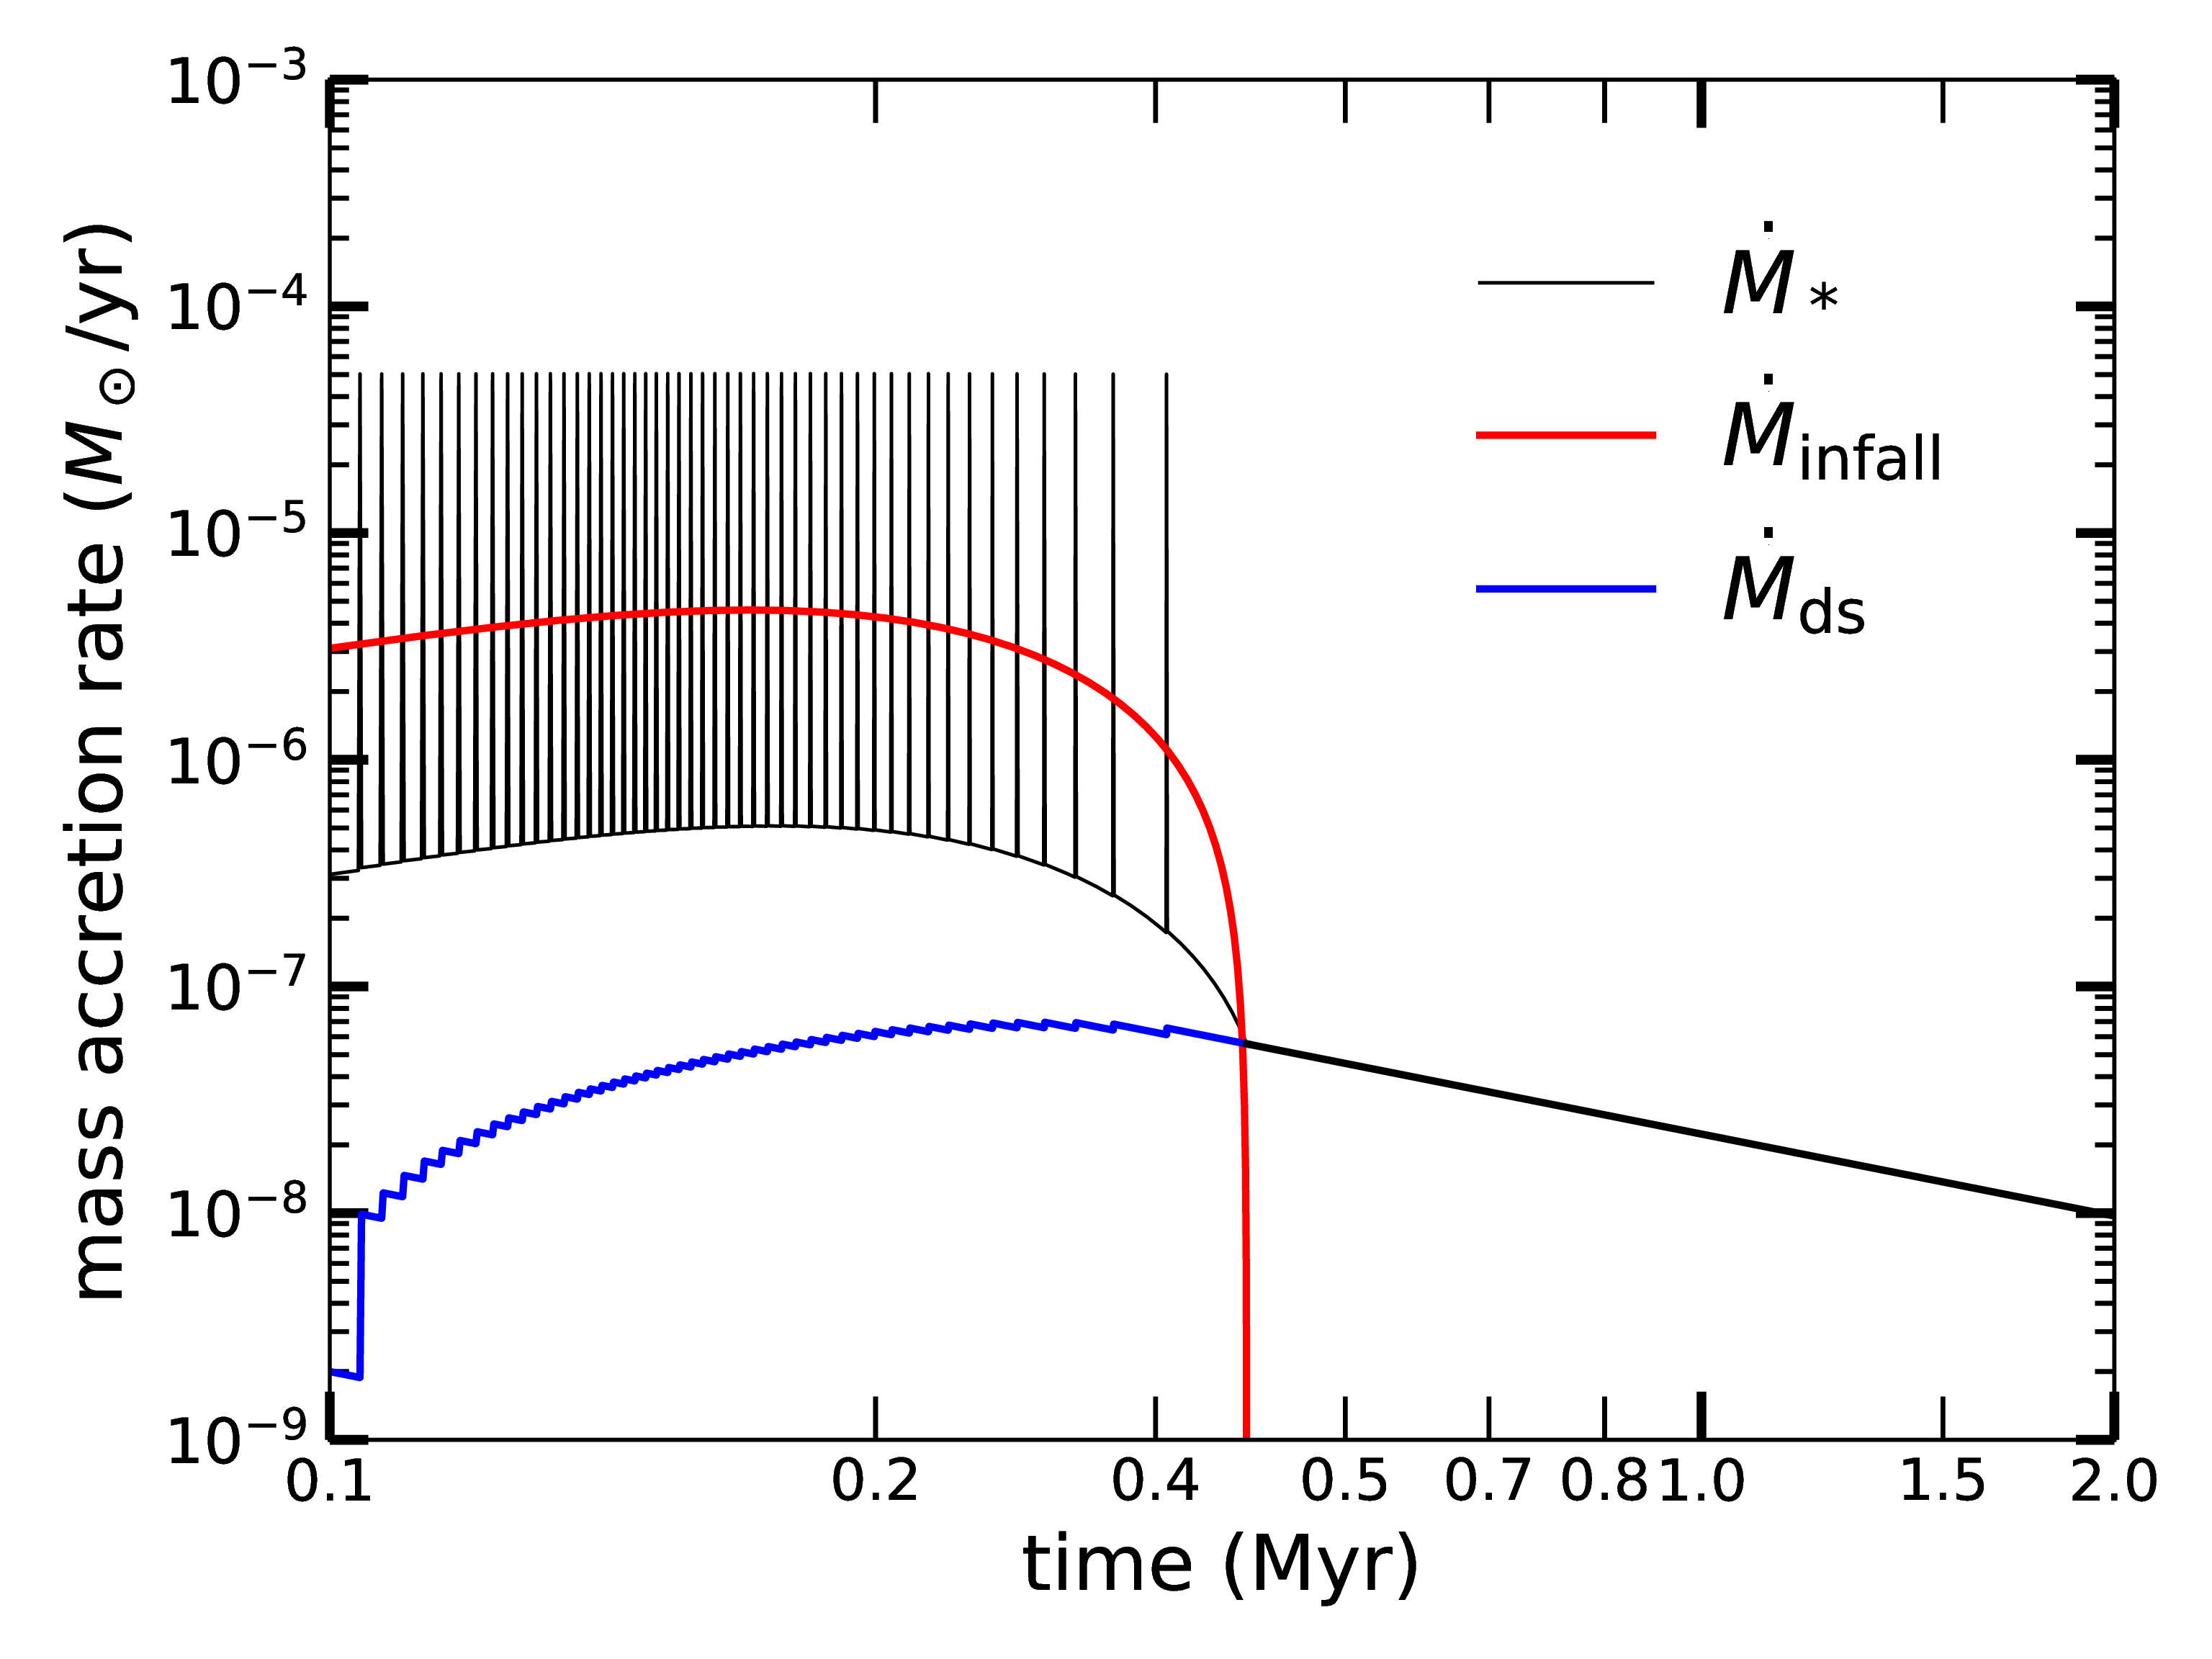 10⁻³
10⁻⁴
10⁻⁵
10⁻⁶
10⁻⁷
10⁻⁸
10⁻⁹
mass accretion rate (M⊙/yr)
Ṁ*
Ṁinfall
Ṁds
0.1 0.2 0.4 0.5 0.7 0.8 1.0 1.5 2.0
time (Myr)